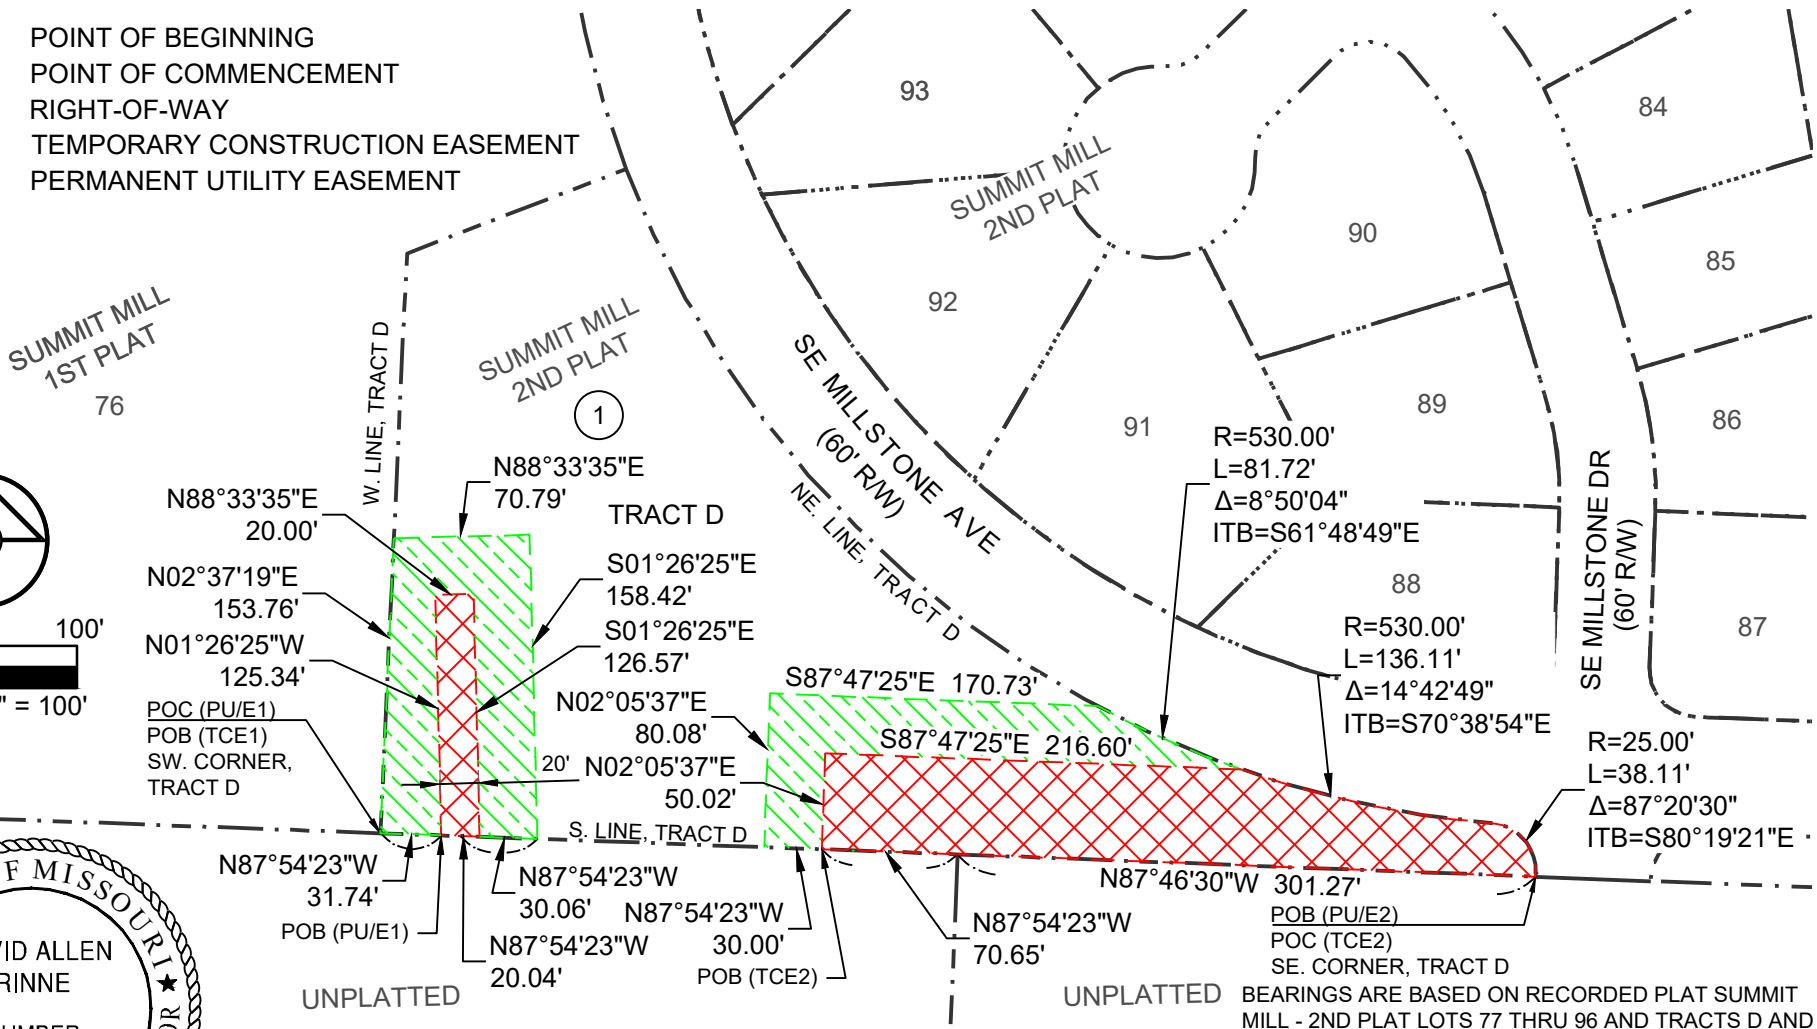 POINT OF BEGINNING
POINT OF COMMENCEMENT
RIGHT-OF-WAY
TEMPORARY CONSTRUCTION EASEMENT
PERMANENT UTILITY EASEMENT
93
84
SUMMIT MILL
2ND PLAT
90
85
92
SUMMIT MILL
1ST PLAT
76
SUMMIT MILL
2ND PLAT
1
W. LINE, TRACT D
SE MILLSTONE AVE
(60' R/W)
NE. LINE, TRACT D
91
89
86
R=530.00'
L=81.72'
Δ=8°50'04"
ITB=S61°48'49"E
SE MILLSTONE DR
(60' R/W)
N88°33'35"E
70.79'
N88°33'35"E
20.00'
TRACT D
N02°37'19"E
153.76'
S01°26'25"E
158.42'
88
87
100'
" = 100'
N01°26'25"W
125.34'
S01°26'25"E
126.57'
R=530.00'
L=136.11'
Δ=14°42'49"
ITB=S70°38'54"E
POC (PU/E1)
POB (TCE1)
SW. CORNER,
TRACT D
N02°05'37"E
80.08'
S87°47'25"E 170.73'
S87°47'25"E 216.60'
20'
N02°05'37"E
50.02'
R=25.00'
L=38.11'
Δ=87°20'30"
ITB=S80°19'21"E
S. LINE, TRACT D
N87°54'23"W
31.74'
POB (PU/E1)
N87°54'23"W
30.06'
N87°54'23"W
20.04'
N87°54'23"W
30.00'
POB (TCE2)
N87°54'23"W
70.65'
N87°46'30"W 301.27'
POB (PU/E2)
POC (TCE2)
SE. CORNER, TRACT D
F MISSOURI
VID ALLEN
RINNE
UMBER
OR
UNPLATTED
UNPLATTED
BEARINGS ARE BASED ON RECORDED PLAT SUMMIT
MILL - 2ND PLAT LOTS 77 THRU 96 AND TRACTS D AND